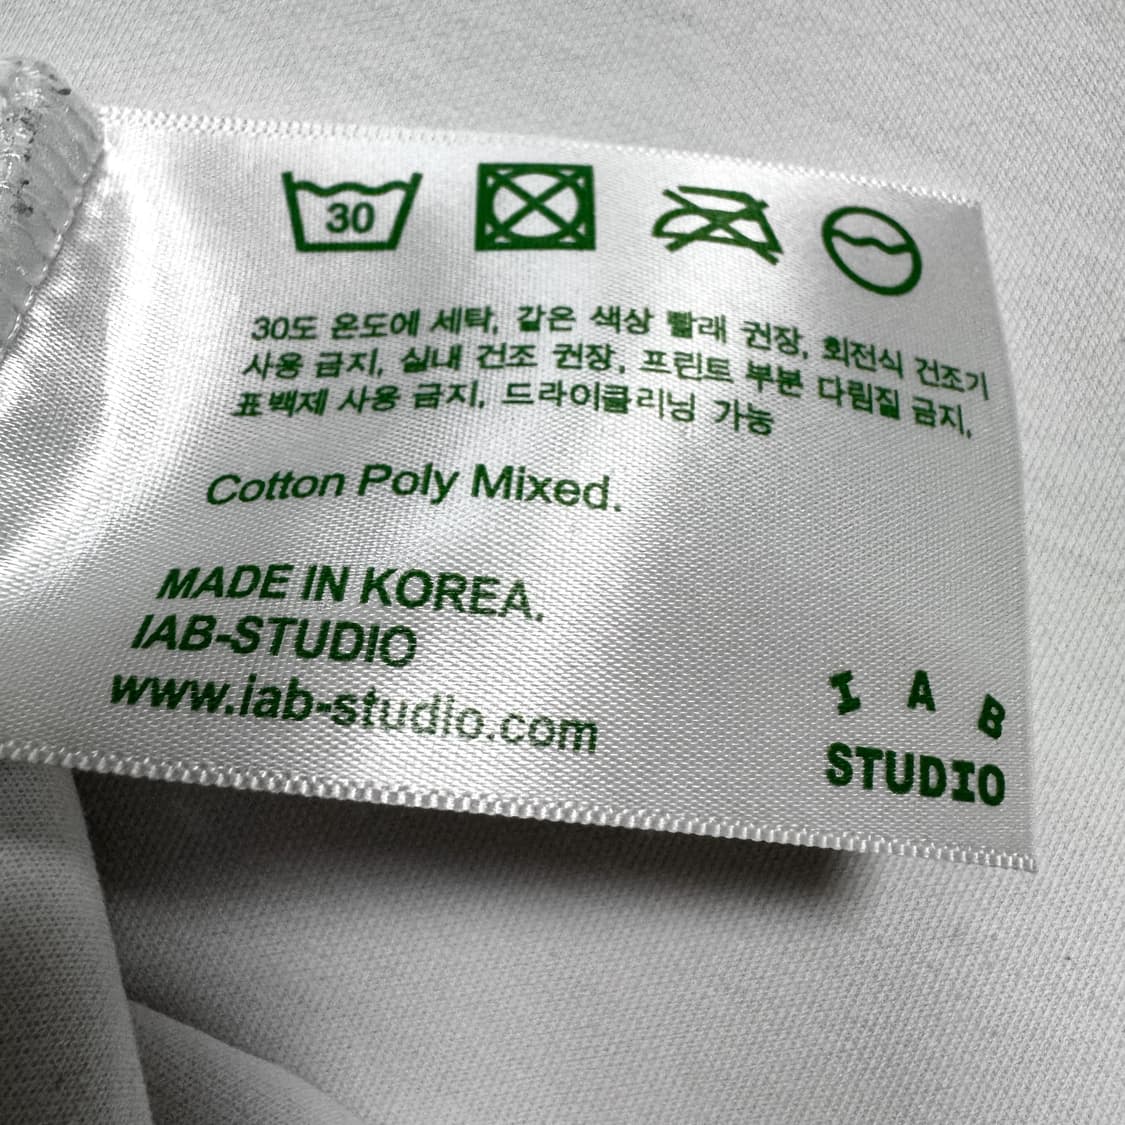 30
30도 온도에 세탁, 같은 색상 빨래 권장, 회전식 건조기
사용 금지, 실내 건조 권장, 프린트 부분 다림질 금지,
표백제 사용 금지, 드라이클리닝 가능
Cotton Poly Mixed.
MADE IN KOREA.
IAB-STUDIO
www.iab-studio.com
I A B
STUDIO